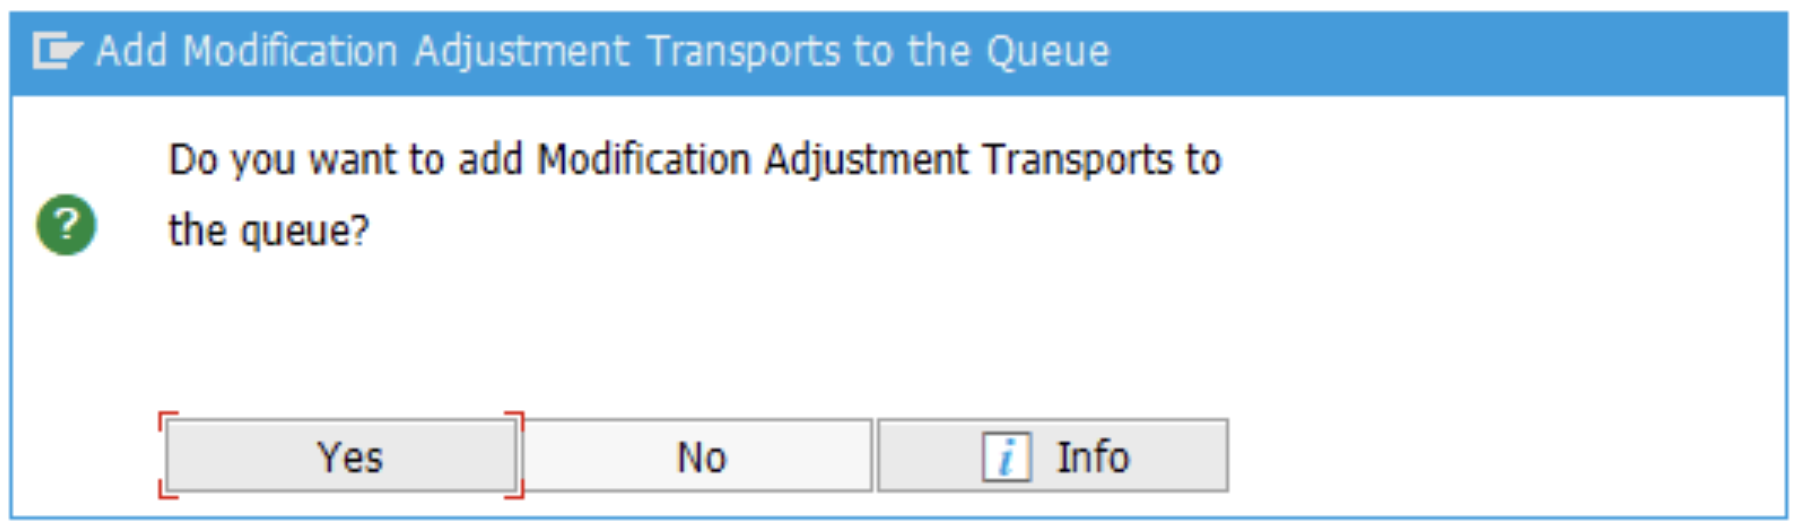 Add Modification Adjustment Transports to the Queue
Do you want to add Modification Adjustment Transports to
the queue?
?
Yes
No
i Info